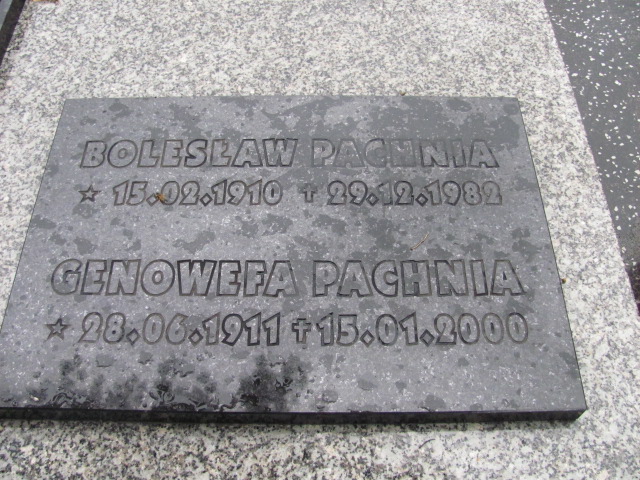 BOLESŁAW PACHNIA
☆ 15.02.1910 ✝ 29.12.1982
GENOWEFA PACHNIA
☆ 28.06.1911 ✝ 15.01.2000